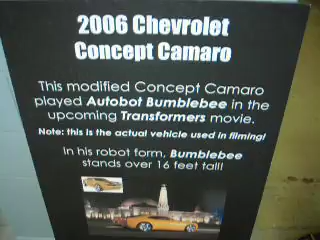 2006 Chevrolet
Concept Camaro
This modified Concept Camaro
played Autobot Bumblebee in the
upcoming Transformers movie.
Note: this is the actual vehicle used in filming!
In his robot form, Bumblebee
stands over 16 feet tall!